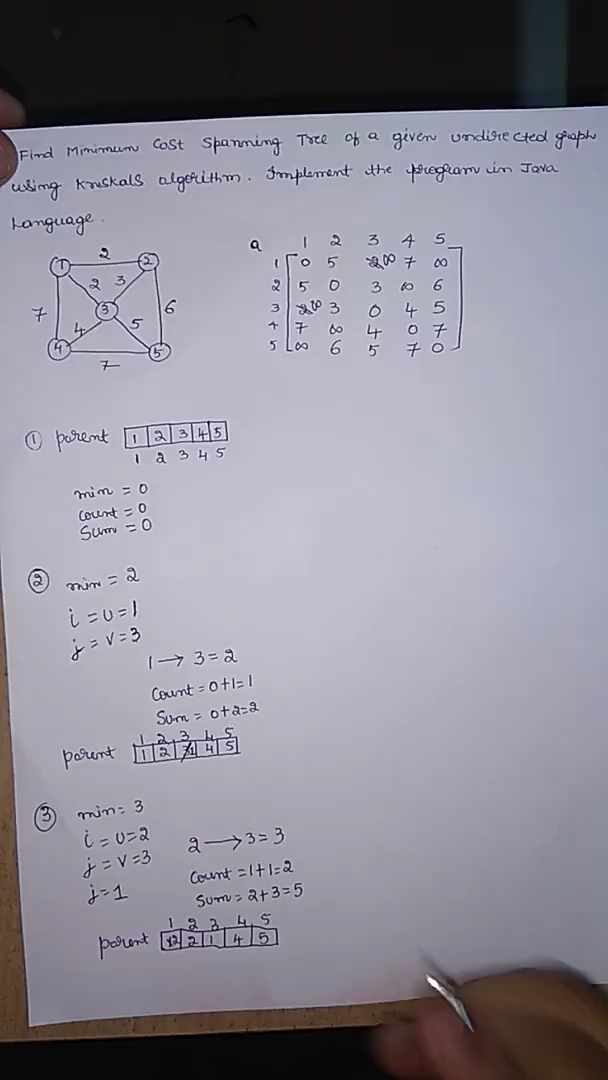 Find Minimum Cost Spanning Tree of a given undirected graph
using Kruskals algorithm. Implement the program in Java
Language.
a 1 2 3 4 5
1 0 5 2 ∞ 7 ∞
2 5 0 3 ∞ 6
3 2 ∞ 3 0 4 5
4 7 ∞ 4 0 7
5 ∞ 6 5 7 0
1 2 2
2 3
3
7 6
4 5
4 5
7
① parent 1 2 3 4 5
1 2 3 4 5
min = 0
count = 0
Sum = 0
② min = 2
i = u = 1
j = v = 3
1 → 3 = 2
Count = 0+1=1
Sum = 0+2=2
1 2 3 4 5
parent 1 2 3 1 4 5
③ min = 3
i = u = 2
j = v = 3
j = 1
2 → 3 = 3
Count = 1+1=2
Sum = 2+3=5
1 2 3 4 5
parent 1 2 2 1 4 5